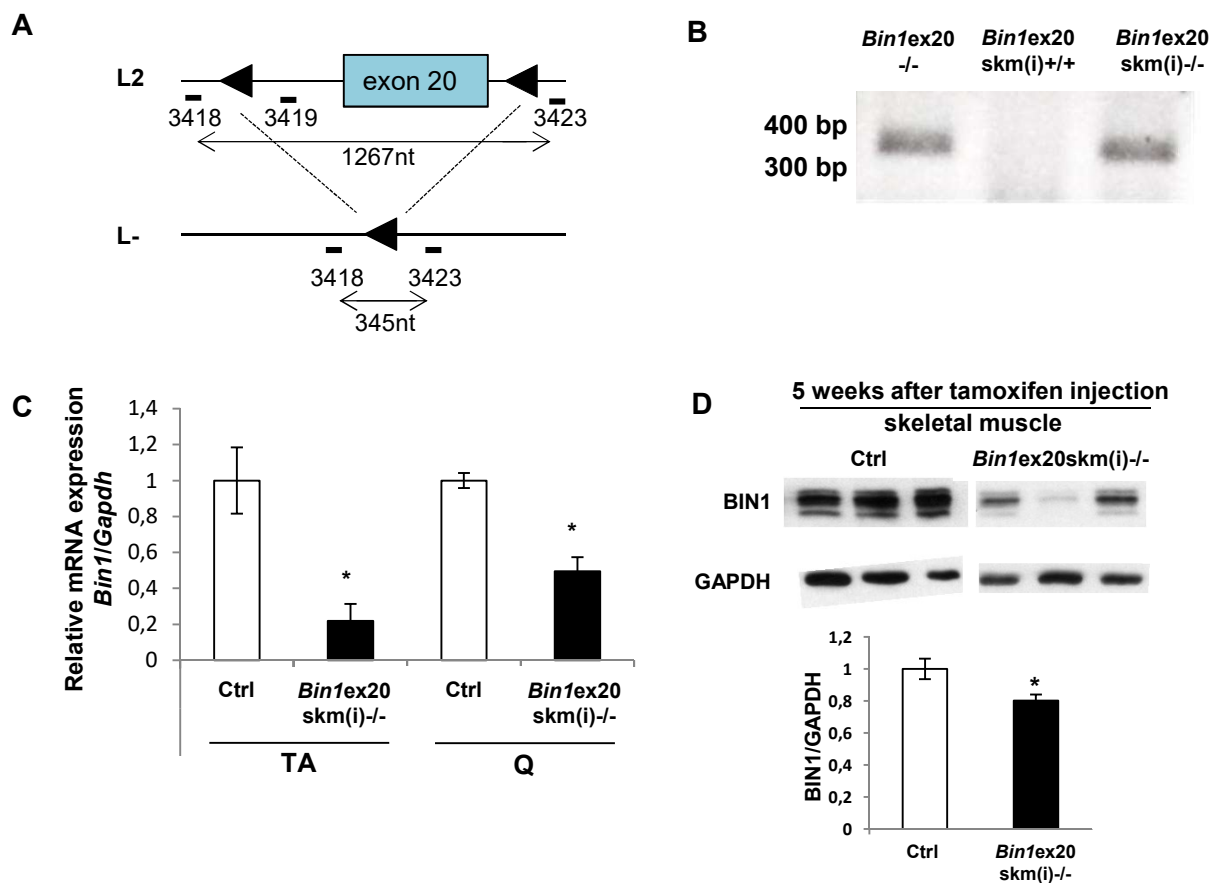 A
L2
exon 20
3418
3419
3423
1267nt
L-
3418
3423
345nt
B
Bin1ex20
-/-
Bin1ex20
skm(i)+/+
Bin1ex20
skm(i)-/-
400 bp
300 bp
C
Relative mRNA expression
Bin1/Gapdh
1,4
1,2
1
0,8
0,6
0,4
0,2
0
*
*
Ctrl
Bin1ex20
skm(i)-/-
Ctrl
Bin1ex20
skm(i)-/-
TA
Q
D
5 weeks after tamoxifen injection
skeletal muscle
Ctrl
Bin1ex20skm(i)-/-
BIN1
GAPDH
BIN1/GAPDH
1,2
1
0,8
0,6
0,4
0,2
0
*
Ctrl
Bin1ex20
skm(i)-/-